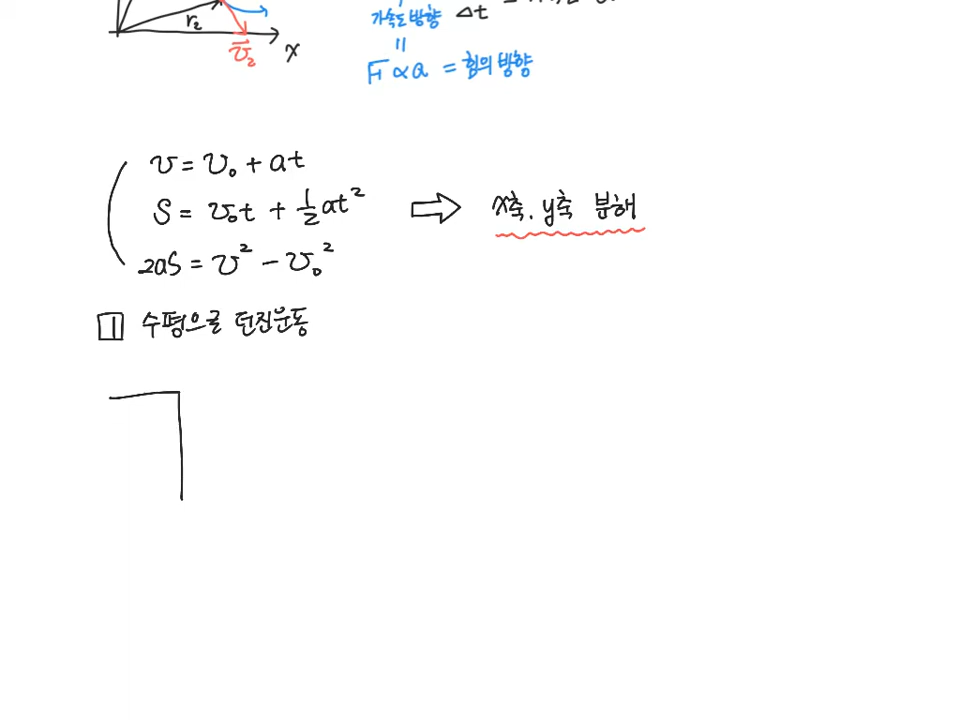 r₂
v̄₂
x
가속도 방향 Δt
=
F ∝ a = 힘의 방향
v = v₀ + at
S = v₀t + ½at²
2aS = v² - v₀²
⇨ x축, y축 분해
1 수평으로 던진운동